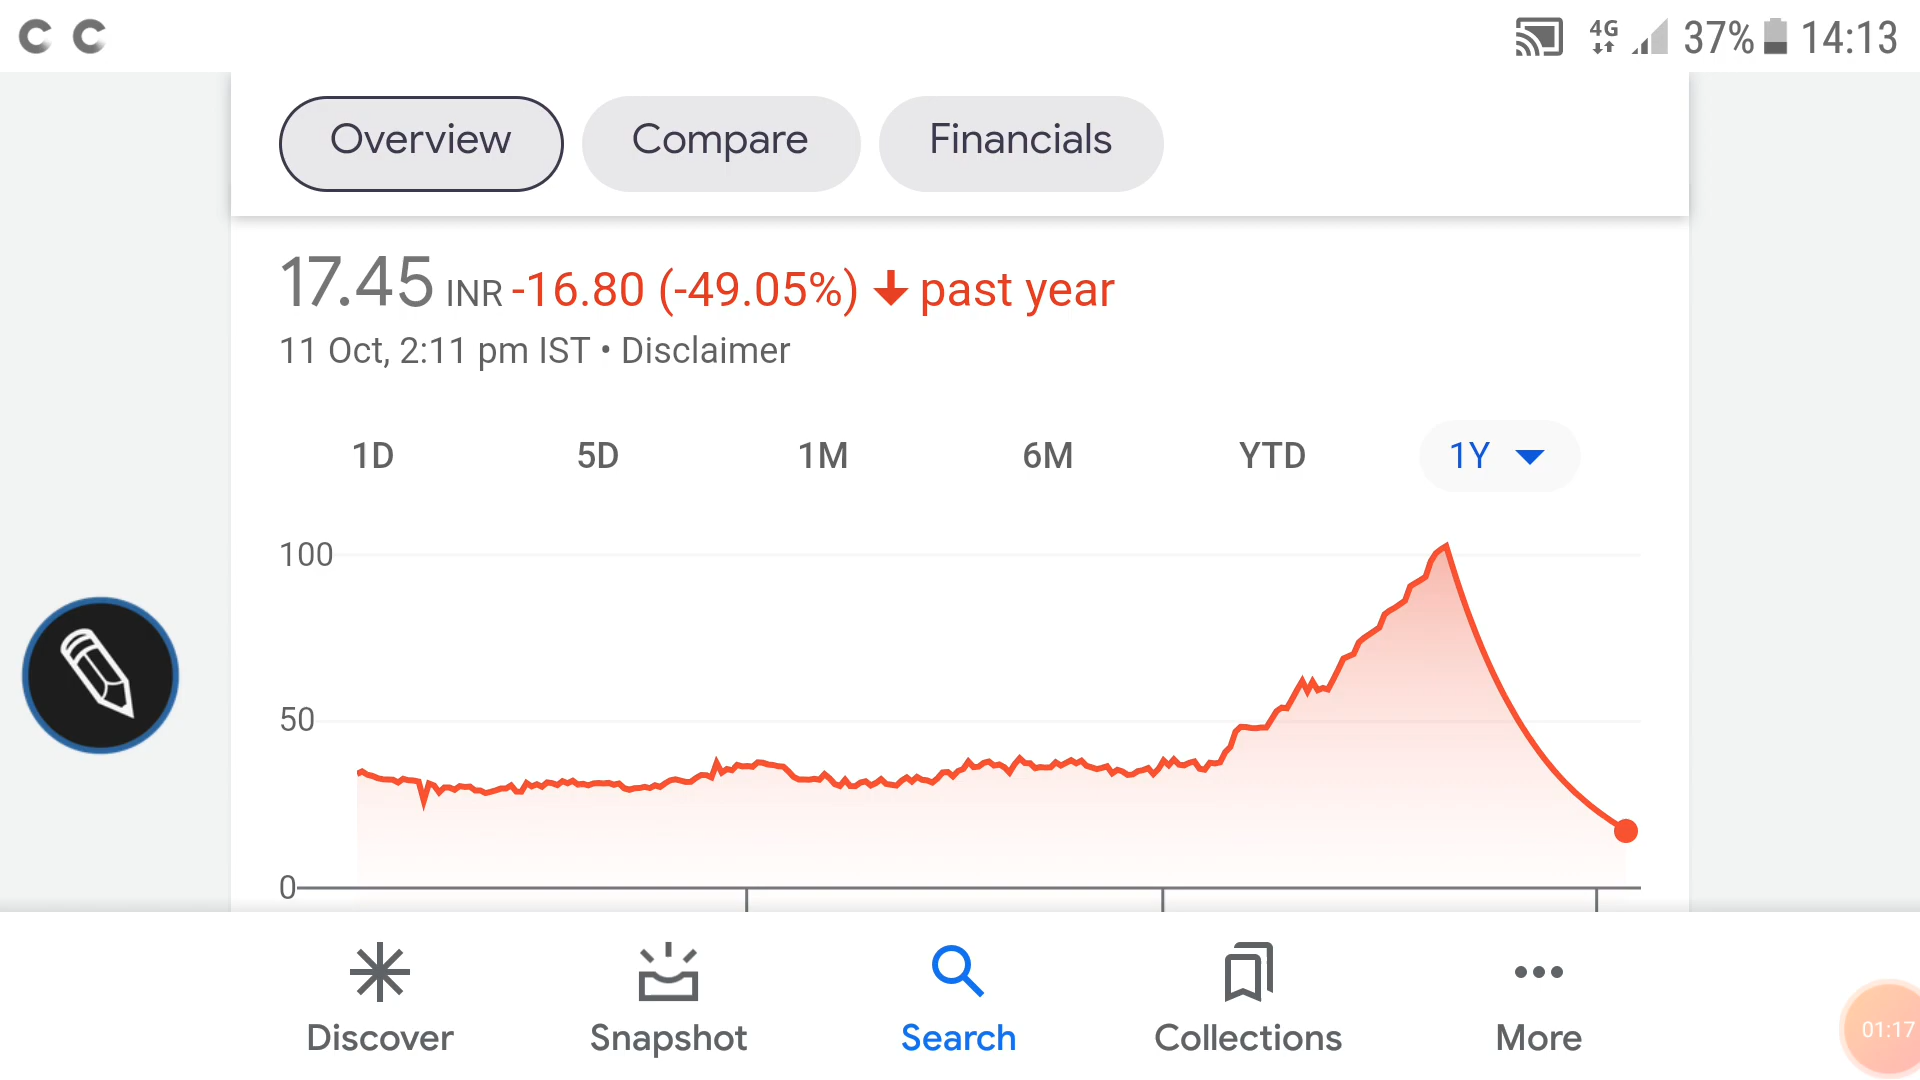 4G 37% 14:13
Overview Compare Financials
17.45 INR -16.80 (-49.05%) past year
11 Oct, 2:11 pm IST • Disclaimer
1D 5D 1M 6M YTD 1Y
100
50
0
Discover Snapshot Search Collections More
01:17